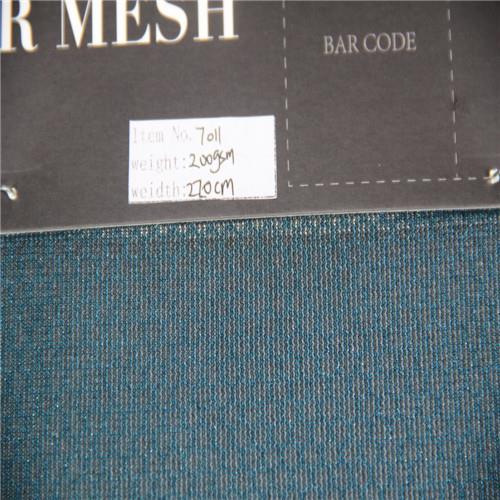 R MESH
BAR CODE
Item No. 7011
weight: 200gsm
weidth: 220cm